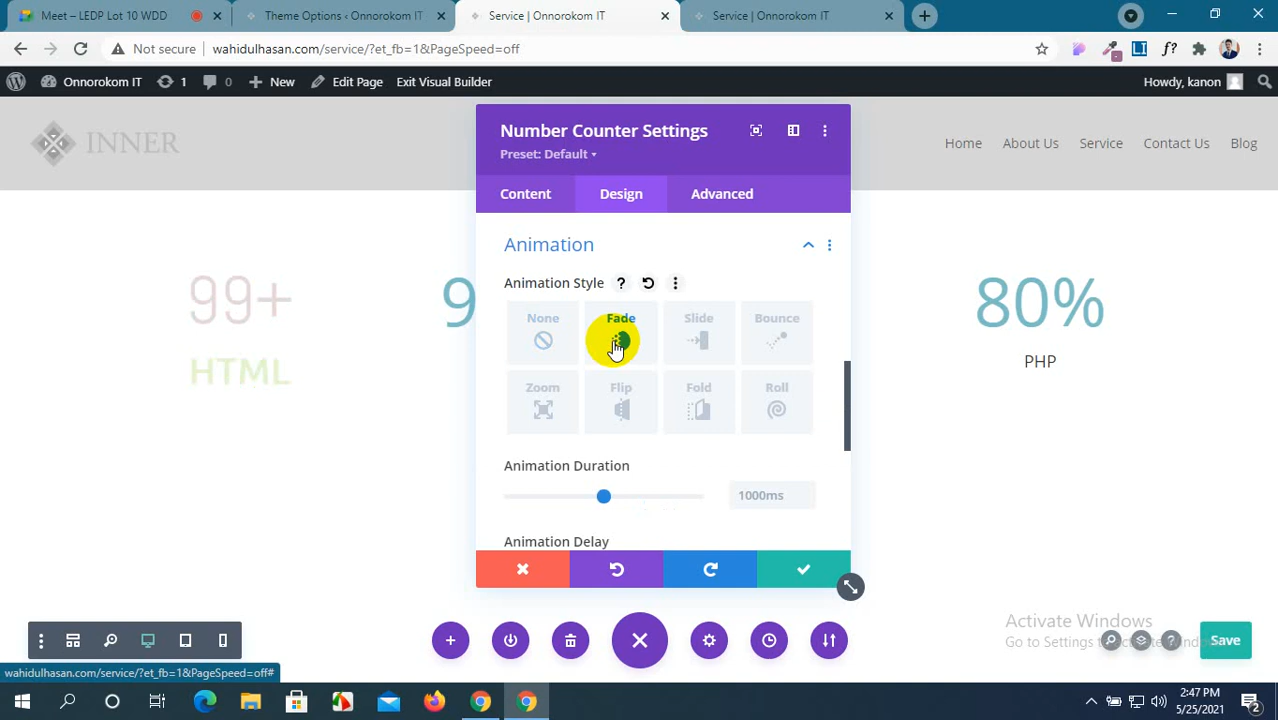 Meet – LEDP Lot 10 WDD
Theme Options ‹ Onnorokom IT
Service | Onnorokom IT
Service | Onnorokom IT
Not secure
wahidulhasan.com/service/?et_fb=1&PageSpeed=off
Onnorokom IT
1
0
New
Edit Page
Exit Visual Builder
Howdy, kanon
INNER
Home
About Us
Service
Contact Us
Blog
Number Counter Settings
Preset: Default
Content
Design
Advanced
99+
HTML
9
80%
PHP
Animation
Animation Style
None
Fade
Slide
Bounce
Zoom
Flip
Fold
Roll
Animation Duration
1000ms
Animation Delay
Activate Windows
Save
wahidulhasan.com/service/?et_fb=1&PageSpeed=off#
2:47 PM
5/25/2021
2